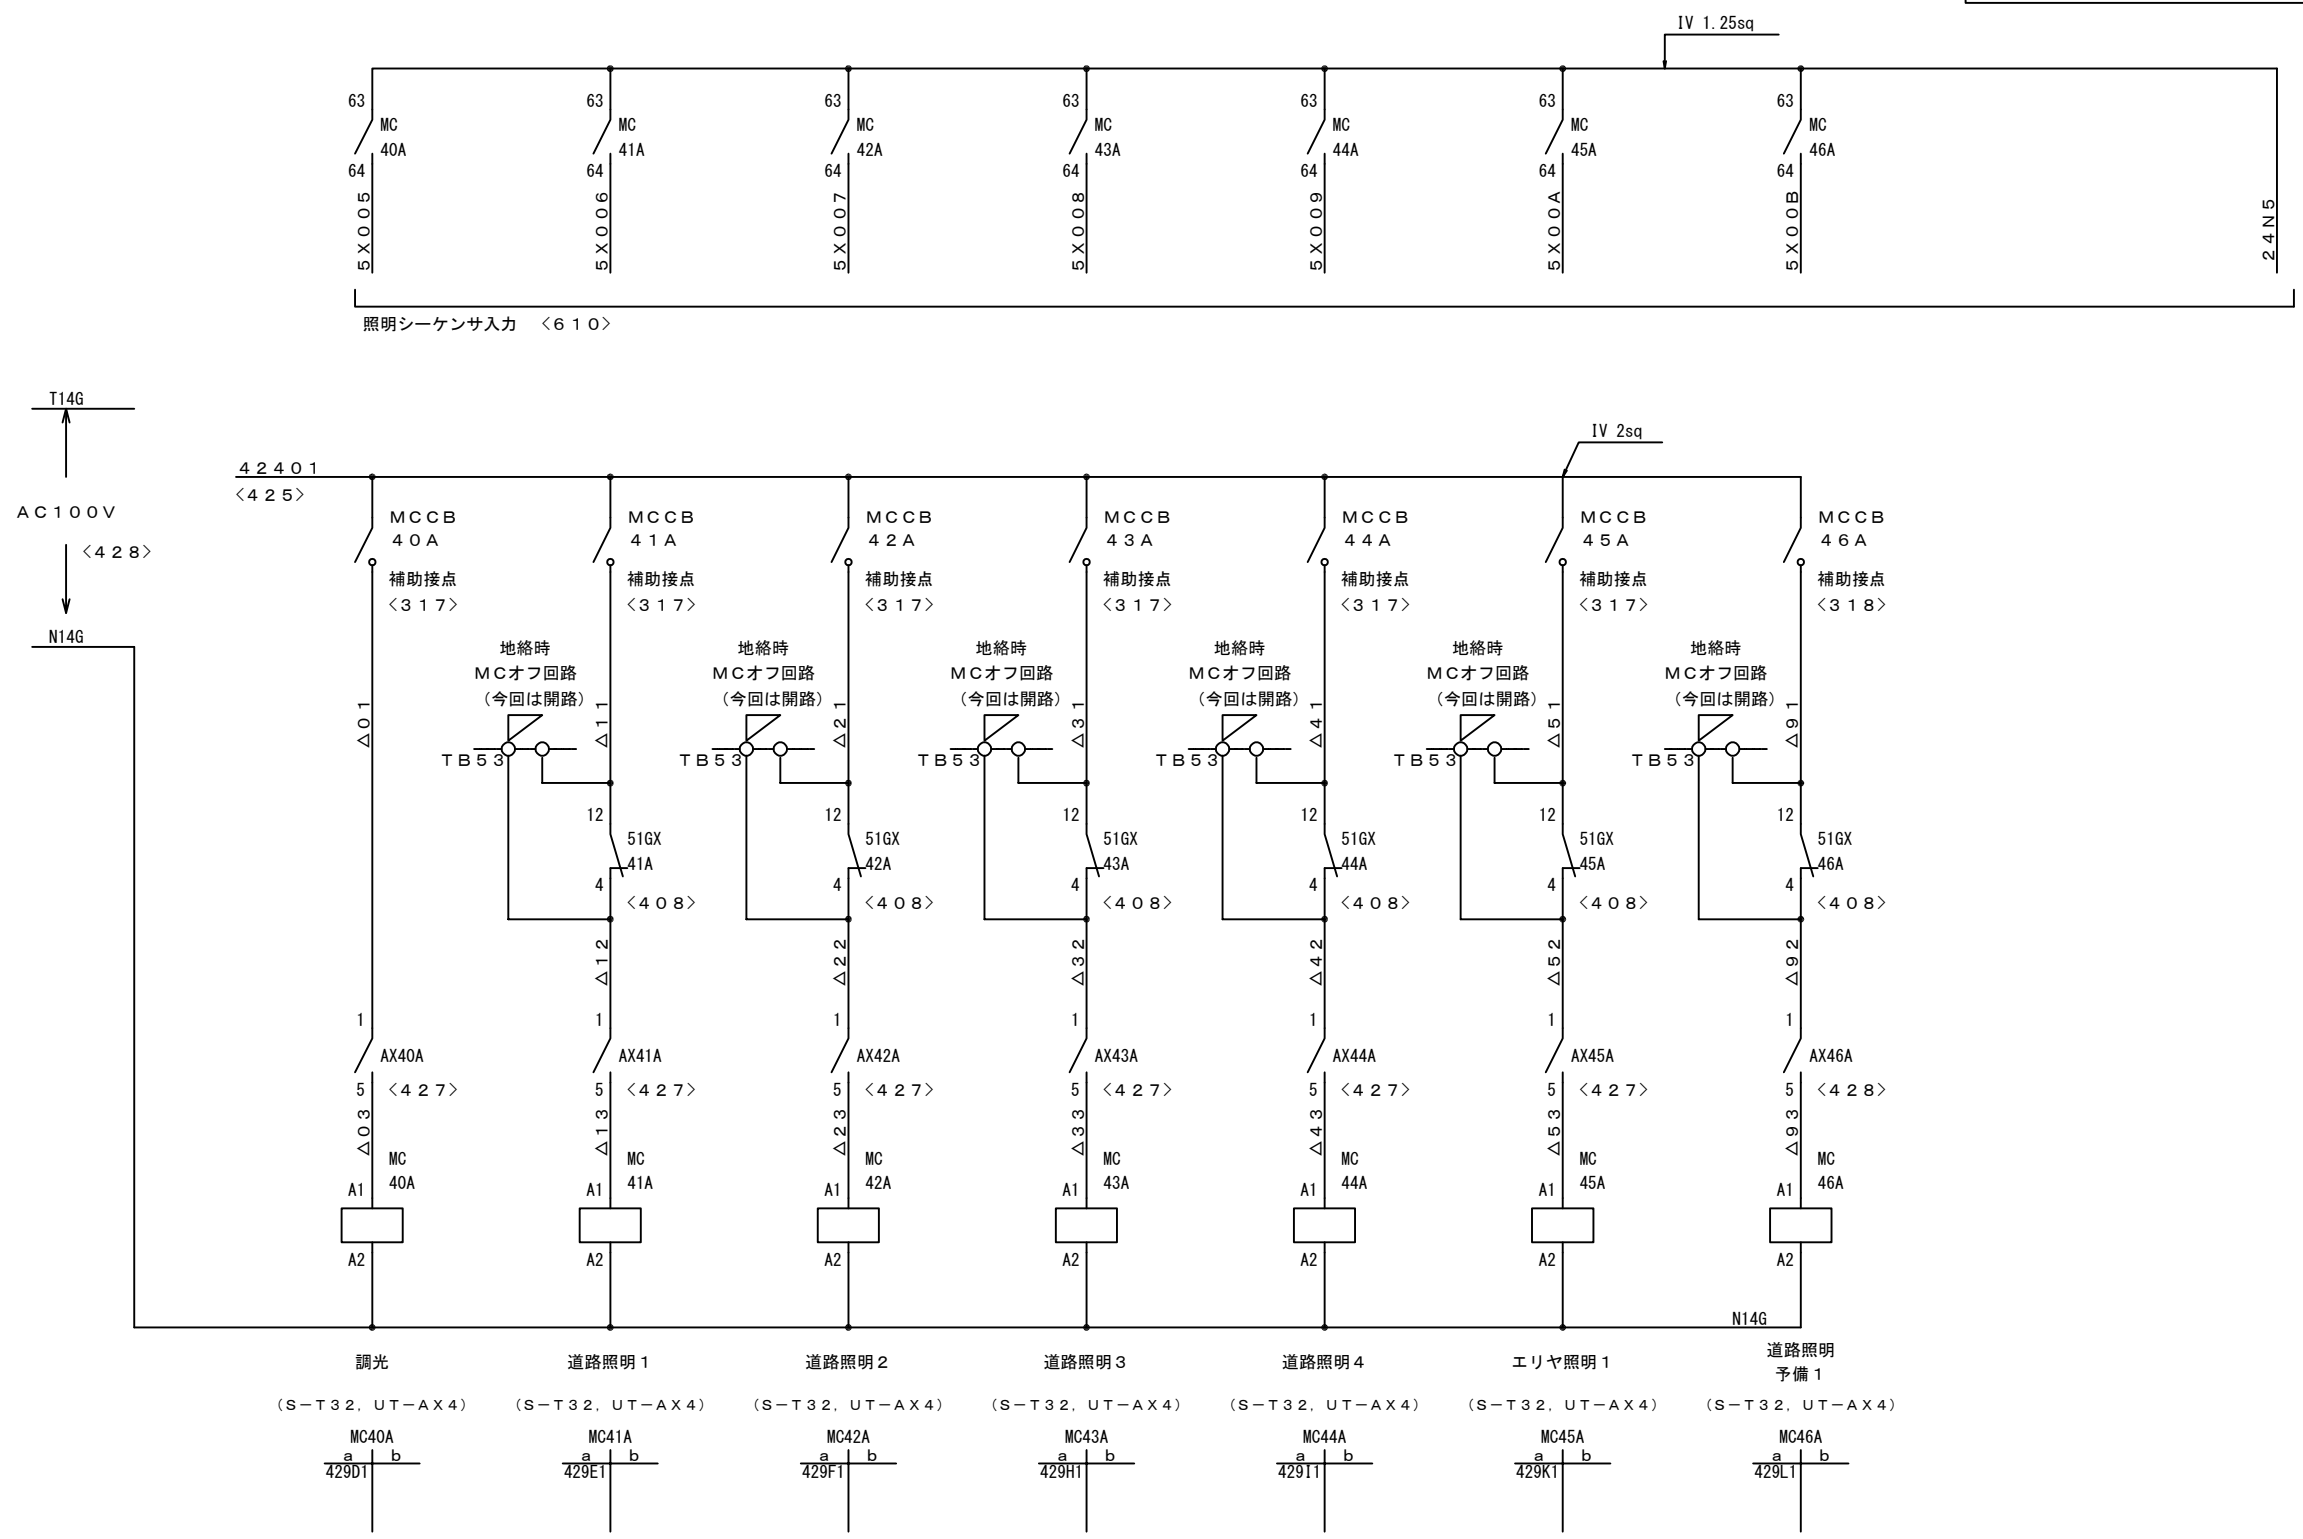 IV 1.25sq
63 63 63 63 63 63 63
MC MC MC MC MC MC MC
40A 41A 42A 43A 44A 45A 46A
64 64 64 64 64 64 64
5X005 5X006 5X007 5X008 5X009 5X00A 5X00B 24N5
照明シーケンサ入力 <610>
T14G
IV 2sq
42401
<425>
AC100V
<428>
N14G
MCCB MCCB MCCB MCCB MCCB MCCB MCCB
40A 41A 42A 43A 44A 45A 46A
補助接点 補助接点 補助接点 補助接点 補助接点 補助接点 補助接点
<317> <317> <317> <317> <317> <317> <318>
地絡時 地絡時 地絡時 地絡時 地絡時 地絡時
MCオフ回路 MCオフ回路 MCオフ回路 MCオフ回路 MCオフ回路 MCオフ回路
(今回は開路) (今回は開路) (今回は開路) (今回は開路) (今回は開路) (今回は開路)
△01 △11 △21 △31 △41 △51 △91
TB53 TB53 TB53 TB53 TB53 TB53
12 12 12 12 12 12
51GX 51GX 51GX 51GX 51GX 51GX
41A 42A 43A 44A 45A 46A
4 4 4 4 4 4
<408> <408> <408> <408> <408> <408>
△12 △22 △32 △42 △52 △92
1 1 1 1 1 1 1
AX40A AX41A AX42A AX43A AX44A AX45A AX46A
5 <427> 5 <427> 5 <427> 5 <427> 5 <427> 5 <427> 5 <428>
△03 △13 △23 △33 △43 △53 △93
MC MC MC MC MC MC MC
40A 41A 42A 43A 44A 45A 46A
A1 A1 A1 A1 A1 A1 A1
A2 A2 A2 A2 A2 A2 A2
N14G
調光 道路照明1 道路照明2 道路照明3 道路照明4 エリヤ照明1 道路照明
予備1
(S-T32, UT-AX4) (S-T32, UT-AX4) (S-T32, UT-AX4) (S-T32, UT-AX4) (S-T32, UT-AX4) (S-T32, UT-AX4) (S-T32, UT-AX4)
MC40A MC41A MC42A MC43A MC44A MC45A MC46A
a b a b a b a b a b a b a b
429D1 429E1 429F1 429H1 429I1 429K1 429L1